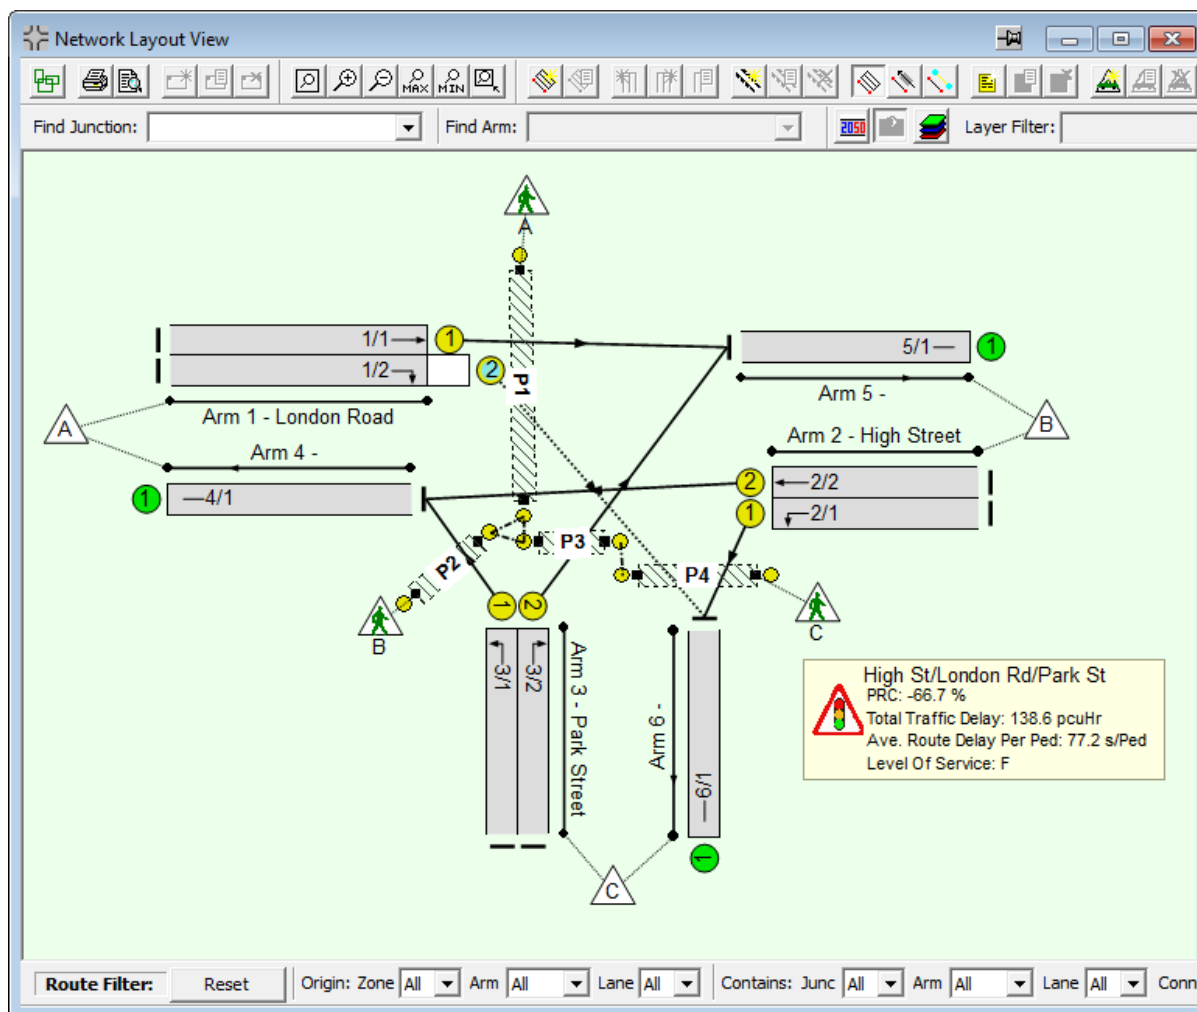 Network Layout View
MAX MIN
Find Junction: Find Arm: 2050 Layer Filter:
A
1/1 1 5/1 1
1/2 2
P1
Arm 1 - London Road Arm 5 -
A B
Arm 4 - Arm 2 - High Street
1 4/1 2 2/2
1 2/1
P2 P3 P4
B C
1 2
3/1 3/2 Arm 3 - Park Street Arm 6 - 6/1
1
C
High St/London Rd/Park St
PRC: -66.7 %
Total Traffic Delay: 138.6 pcuHr
Ave. Route Delay Per Ped: 77.2 s/Ped
Level Of Service: F
Route Filter: Reset Origin: Zone All Arm All Lane All Contains: Junc All Arm All Lane All Conn